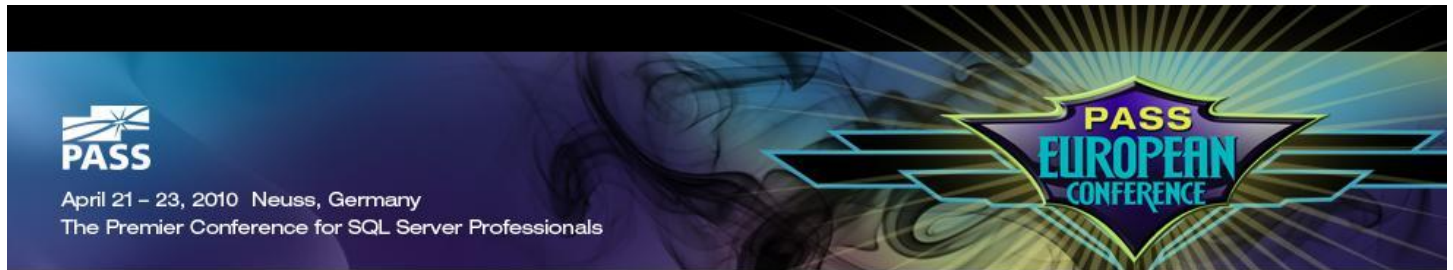 PASS
April 21 – 23, 2010 Neuss, Germany
The Premier Conference for SQL Server Professionals
PASS
EUROPEAN
CONFERENCE